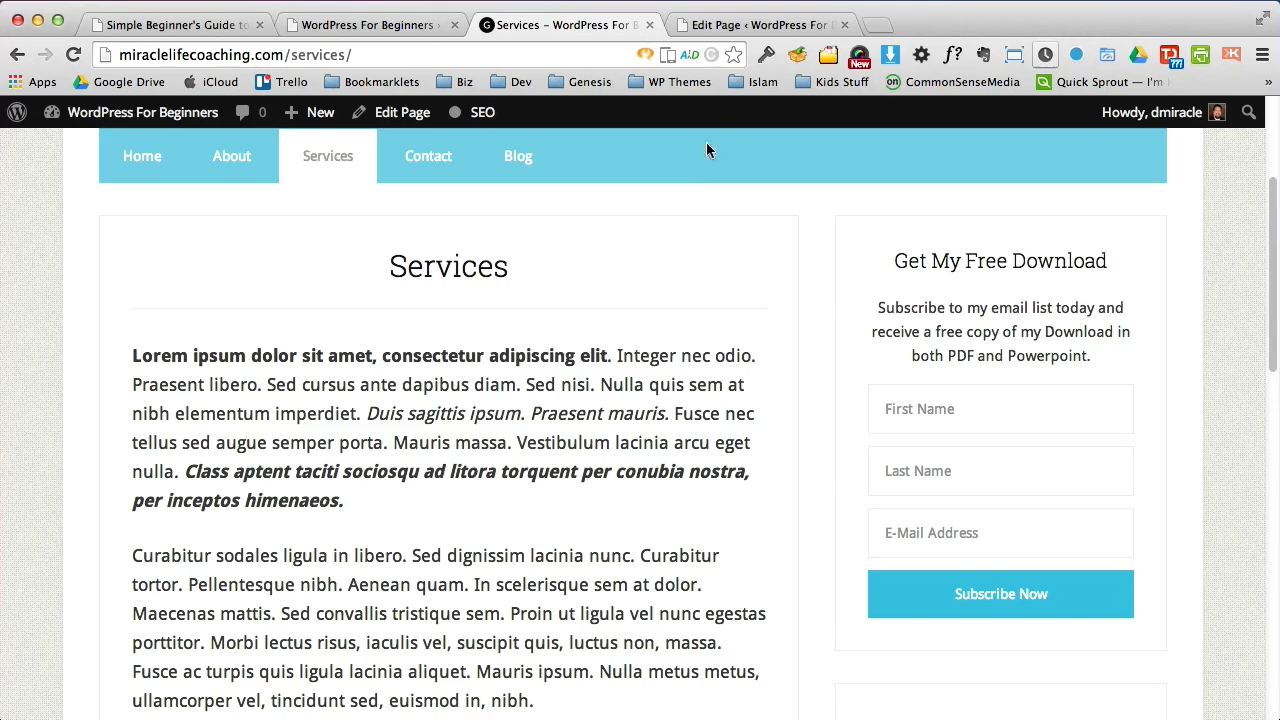 Simple Beginner's Guide to
WordPress For Beginners
Services – WordPress For B
Edit Page ‹ WordPress For
miraclelifecoaching.com/services/
New
Apps
Google Drive
iCloud
Trello
Bookmarklets
Biz
Dev
Genesis
WP Themes
Islam
Kids Stuff
CommonSenseMedia
Quick Sprout — I'm
»
WordPress For Beginners
0
New
Edit Page
SEO
Howdy, dmiracle
Home
About
Services
Contact
Blog
Services
Lorem ipsum dolor sit amet, consectetur adipiscing elit. Integer nec odio.
Praesent libero. Sed cursus ante dapibus diam. Sed nisi. Nulla quis sem at
nibh elementum imperdiet. Duis sagittis ipsum. Praesent mauris. Fusce nec
tellus sed augue semper porta. Mauris massa. Vestibulum lacinia arcu eget
nulla. Class aptent taciti sociosqu ad litora torquent per conubia nostra,
per inceptos himenaeos.
Curabitur sodales ligula in libero. Sed dignissim lacinia nunc. Curabitur
tortor. Pellentesque nibh. Aenean quam. In scelerisque sem at dolor.
Maecenas mattis. Sed convallis tristique sem. Proin ut ligula vel nunc egestas
porttitor. Morbi lectus risus, iaculis vel, suscipit quis, luctus non, massa.
Fusce ac turpis quis ligula lacinia aliquet. Mauris ipsum. Nulla metus metus,
ullamcorper vel, tincidunt sed, euismod in, nibh.
Get My Free Download
Subscribe to my email list today and
receive a free copy of my Download in
both PDF and Powerpoint.
First Name
Last Name
E-Mail Address
Subscribe Now